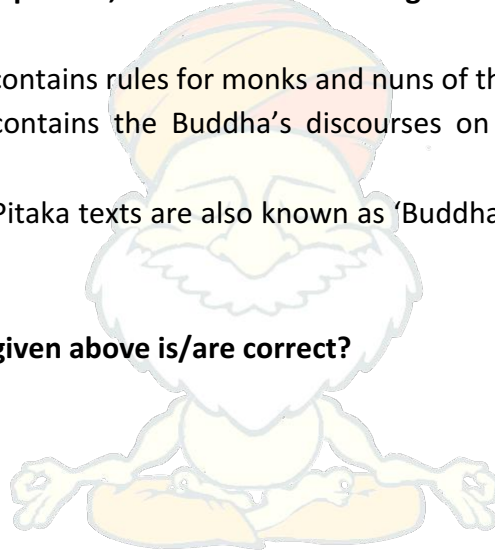 contains rules for monks and nuns of th
contains the Buddha’s discourses on
Pitaka texts are also known as ‘Buddha
given above is/are correct?